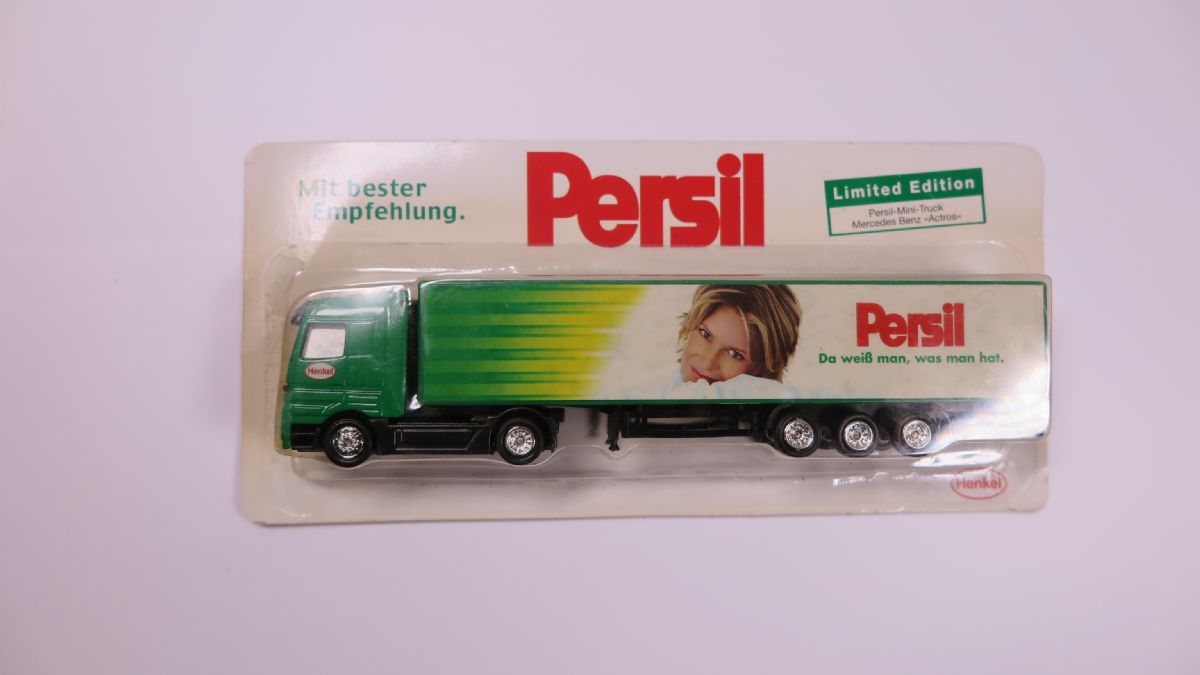 Mit bester
Empfehlung.
Persil
Limited Edition
Persil-Mini-Truck
Mercedes Benz »Actros«
Henkel
Persil
Da weiß man, was man hat.
Henkel